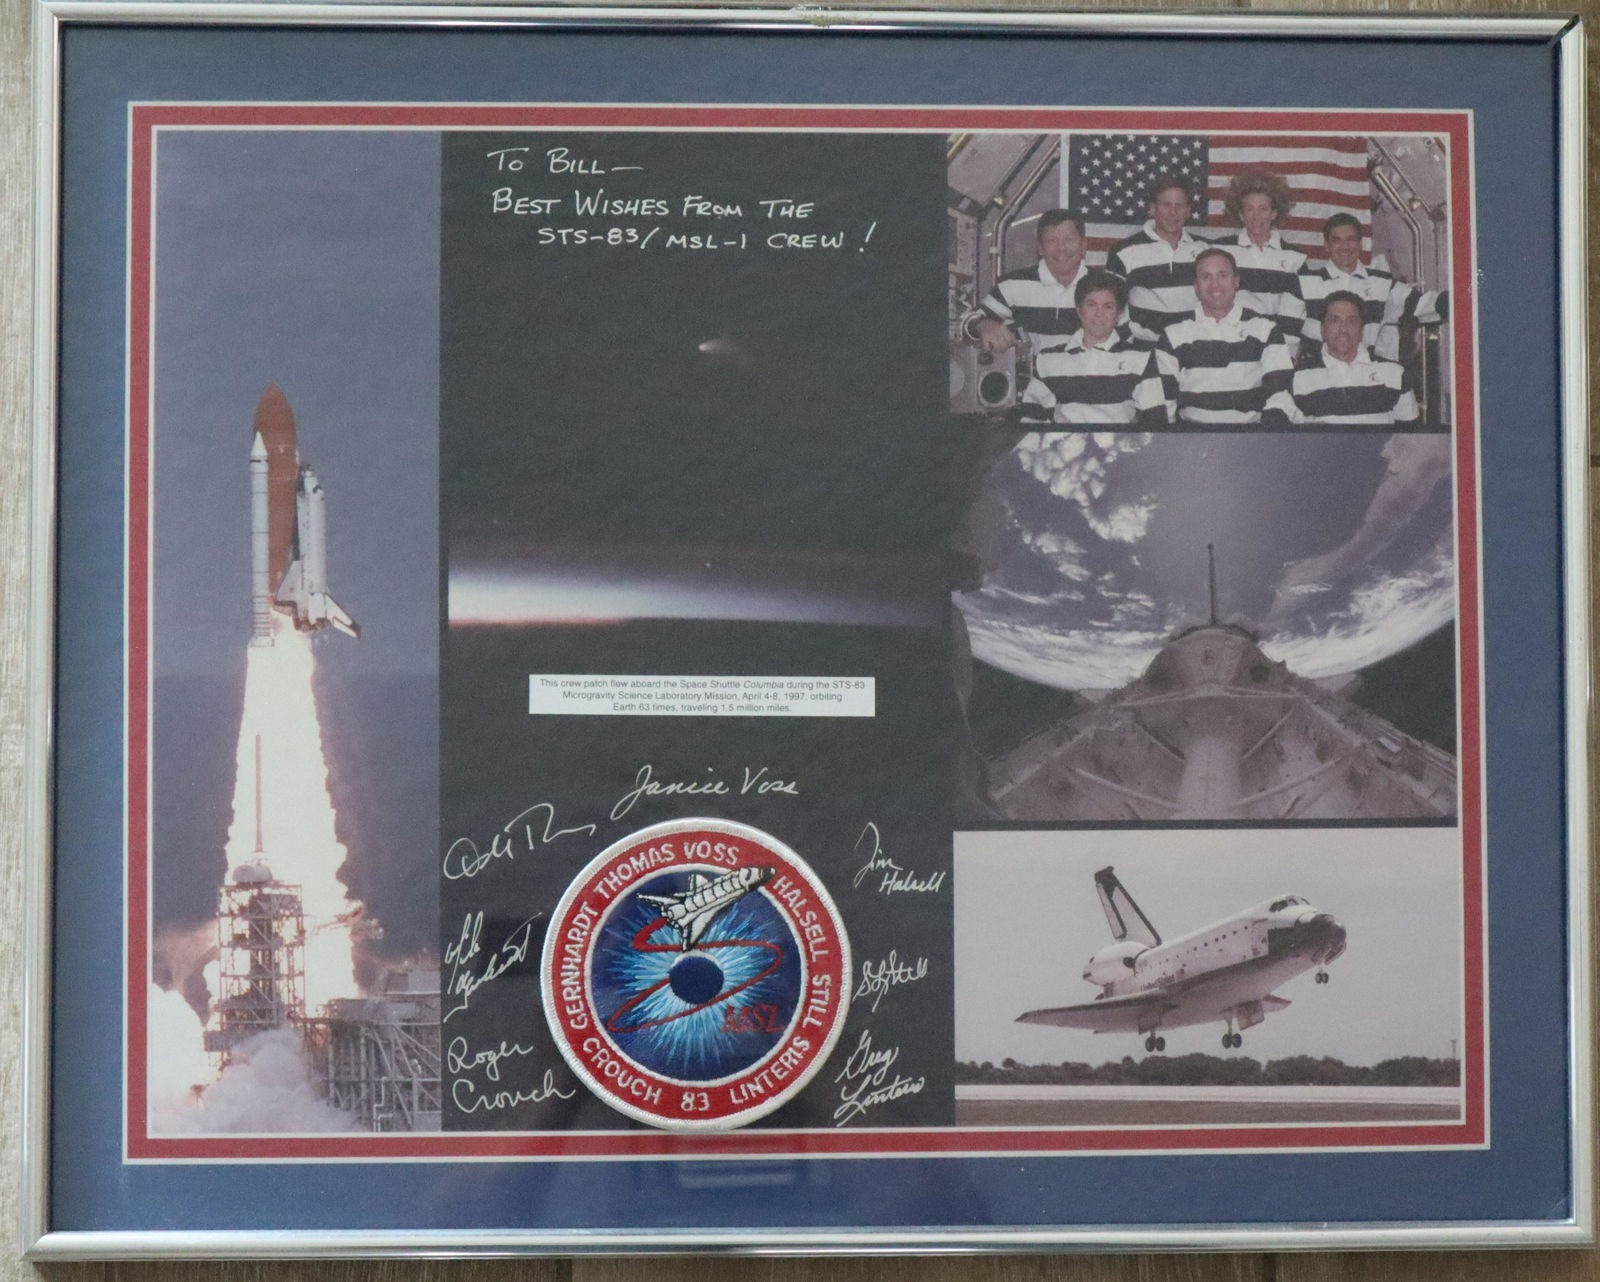 TO BILL—
BEST WISHES FROM THE
STS-83/MSL-1 CREW!
This crew patch flew aboard the Space Shuttle Columbia during the STS-83
Microgravity Science Laboratory Mission, April 4-8, 1997, orbiting
Earth 63 times, traveling 1.5 million miles.
Janice Voss
Jim
Halsell
Roger
Crouch
Greg
Linteris
GERNHARDT THOMAS VOSS HALSELL STILL LINTERIS 83 CROUCH
MSL